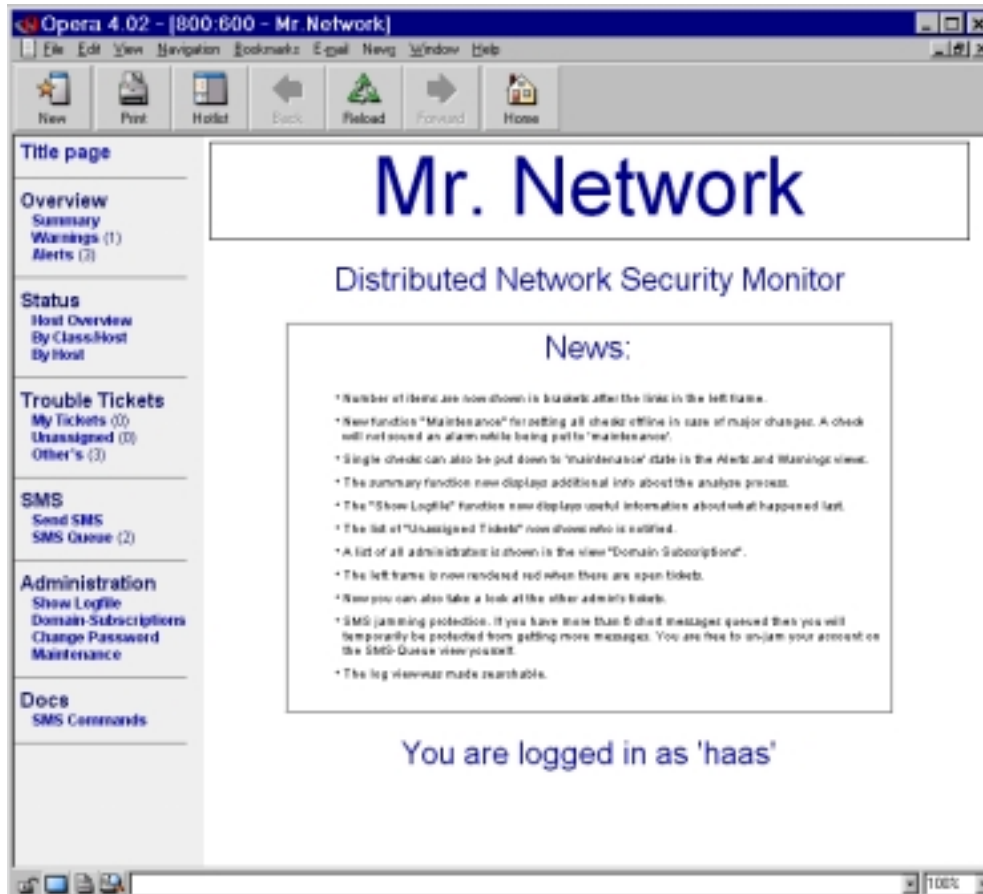 Opera 4.02 - [800:600 - Mr.Network]
File Edit View Navigation Bookmarks E-mail News Window Help
New Print Hotlist Back Reload Forward Home
Title page
Overview
Summary
Warnings (1)
Alerts (3)
Status
Host Overview
By Class/Host
By Host
Trouble Tickets
My Tickets (0)
Unassigned (0)
Other's (3)
SMS
Send SMS
SMS Queue (2)
Administration
Show Logfile
Domain-Subscriptions
Change Password
Maintenance
Docs
SMS Commands
Mr. Network
Distributed Network Security Monitor
News:
* Number of items are now shown in brackets after the links in the left frame.
* New function "Maintenance" for setting all checks offline in case of major changes. A check
will not sound an alarm while being put to 'maintenance'.
* Single checks can also be put down to 'maintenance' state in the Alerts and Warnings views.
* The summary function now displays additional info about the analyze process.
* The "Show Logfile" function now displays useful information about what happened last.
* The list of "Unassigned Tickets" now shows who is notified.
* A list of all administrators is shown in the view "Domain Subscriptions".
* The left frame is now rendered red when there are open tickets.
* Now you can also take a look at the other admin's tickets.
* SMS jamming protection. If you have more than 6 short messages queued then you will
temporarily be protected from getting more messages. You are free to un-jam your account on
the SMS-Queue view yourself.
* The log view was made searchable.
You are logged in as 'haas'
100%